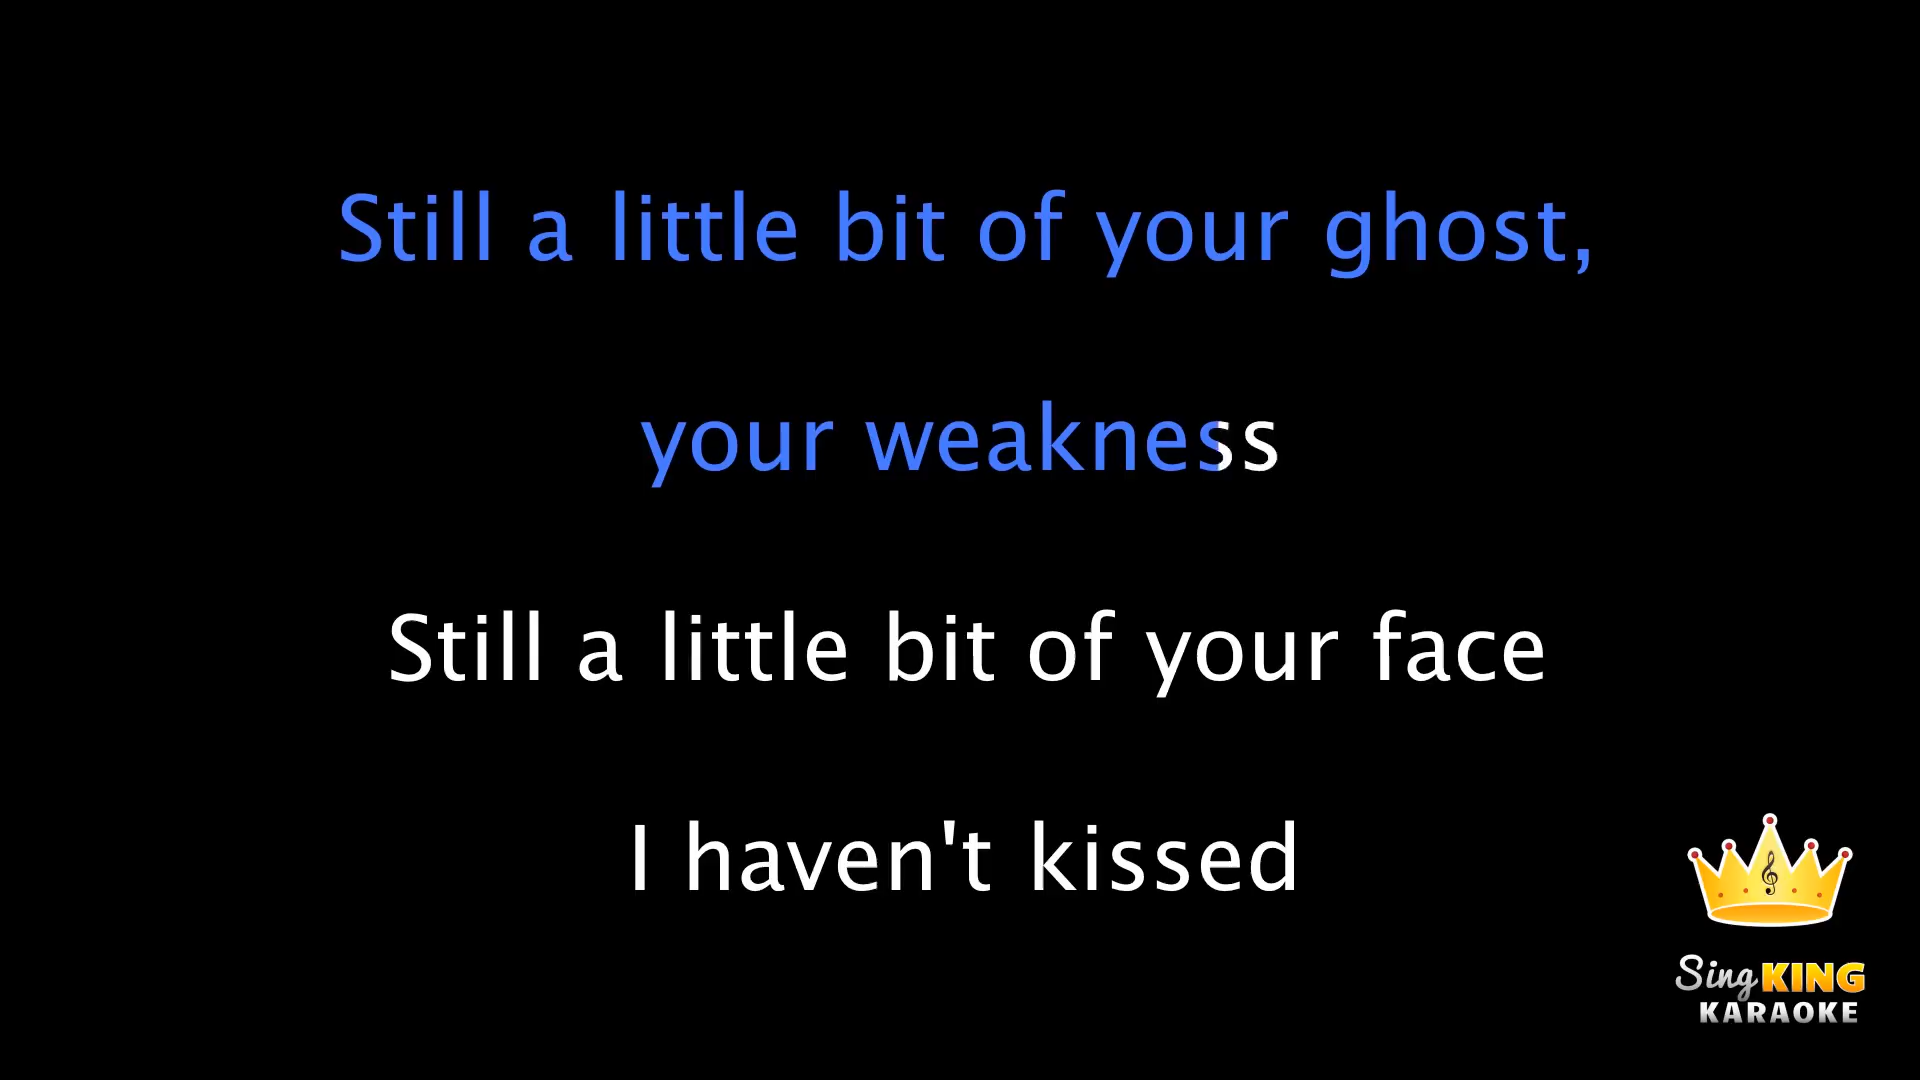 Still a little bit of your ghost,
your weakness
Still a little bit of your face
I haven't kissed
Sing KING
KARAOKE